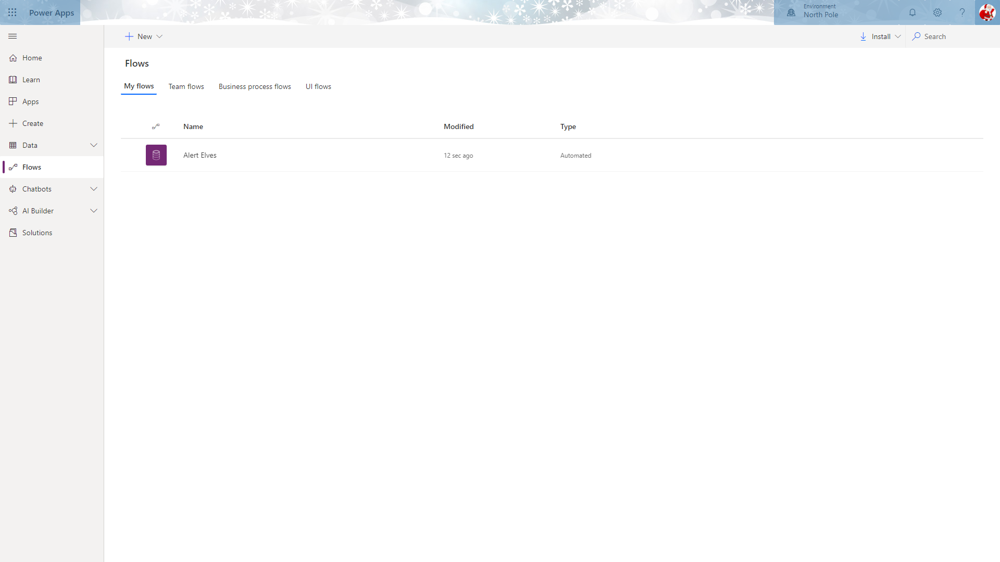 Power Apps
Environment
North Pole
?
New
Install
Search
Home
Learn
Apps
Create
Data
Flows
Chatbots
AI Builder
Solutions
Flows
My flows
Team flows
Business process flows
UI flows
Name
Modified
Type
Alert Elves
12 sec ago
Automated